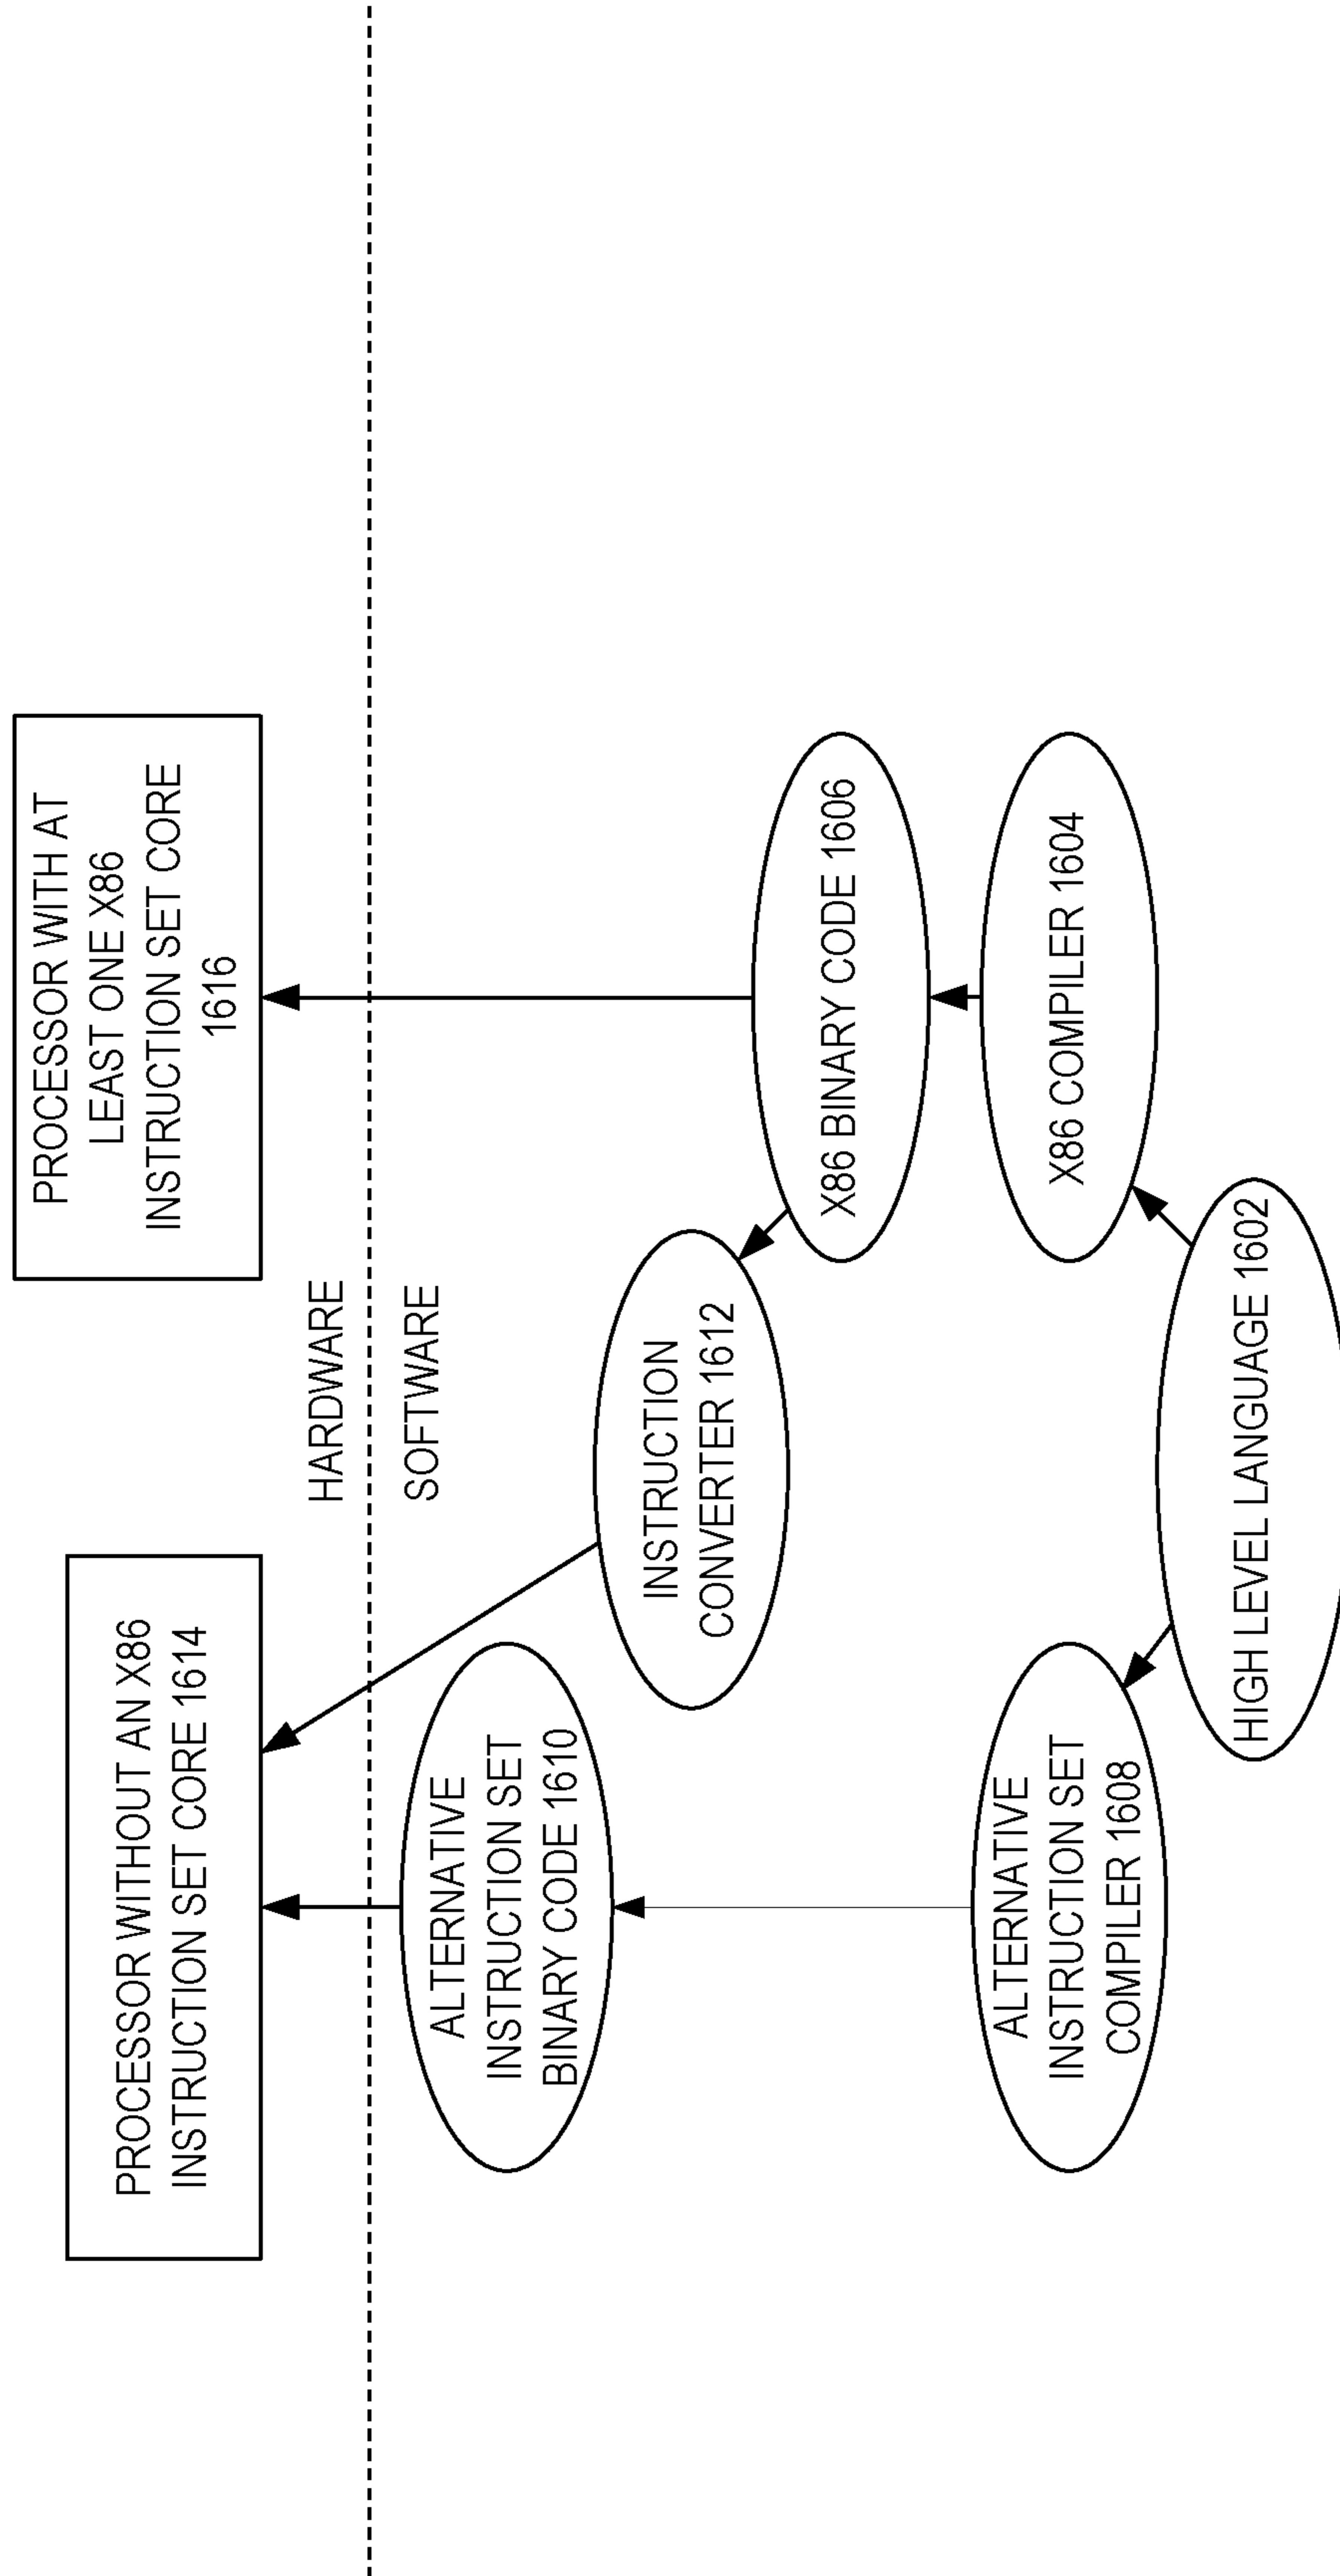 PROCESSOR WITHOUT AN X86
INSTRUCTION SET CORE 1614
PROCESSOR WITH AT
LEAST ONE X86
INSTRUCTION SET CORE
1616
HARDWARE
SOFTWARE
ALTERNATIVE
INSTRUCTION SET
BINARY CODE 1610
INSTRUCTION
CONVERTER 1612
X86 BINARY CODE 1606
ALTERNATIVE
INSTRUCTION SET
COMPILER 1608
X86 COMPILER 1604
HIGH LEVEL LANGUAGE 1602